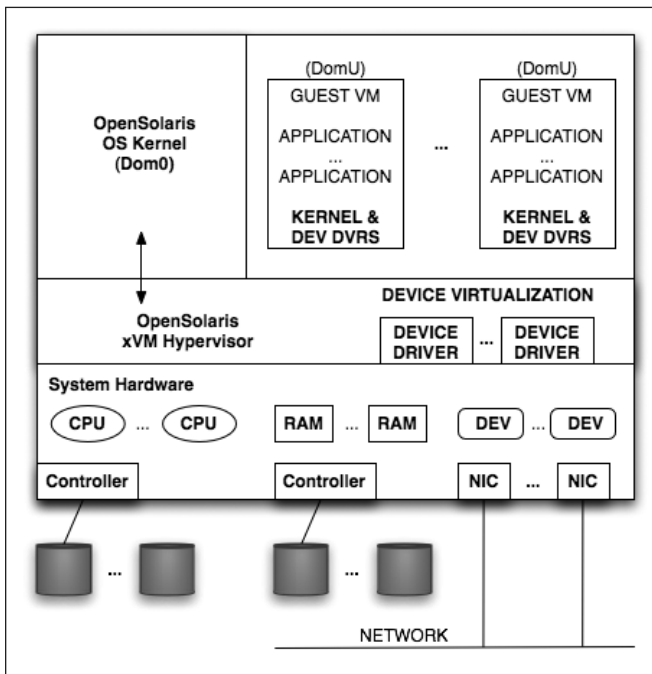 (DomU)
GUEST VM
APPLICATION
...
APPLICATION
KERNEL &
DEV DVRS
...
(DomU)
GUEST VM
APPLICATION
...
APPLICATION
KERNEL &
DEV DVRS
OpenSolaris
OS Kernel
(Dom0)
DEVICE VIRTUALIZATION
OpenSolaris
xVM Hypervisor
DEVICE
DRIVER
...
DEVICE
DRIVER
System Hardware
CPU ... CPU
RAM ... RAM
DEV ... DEV
Controller
Controller
NIC ... NIC
...
...
NETWORK